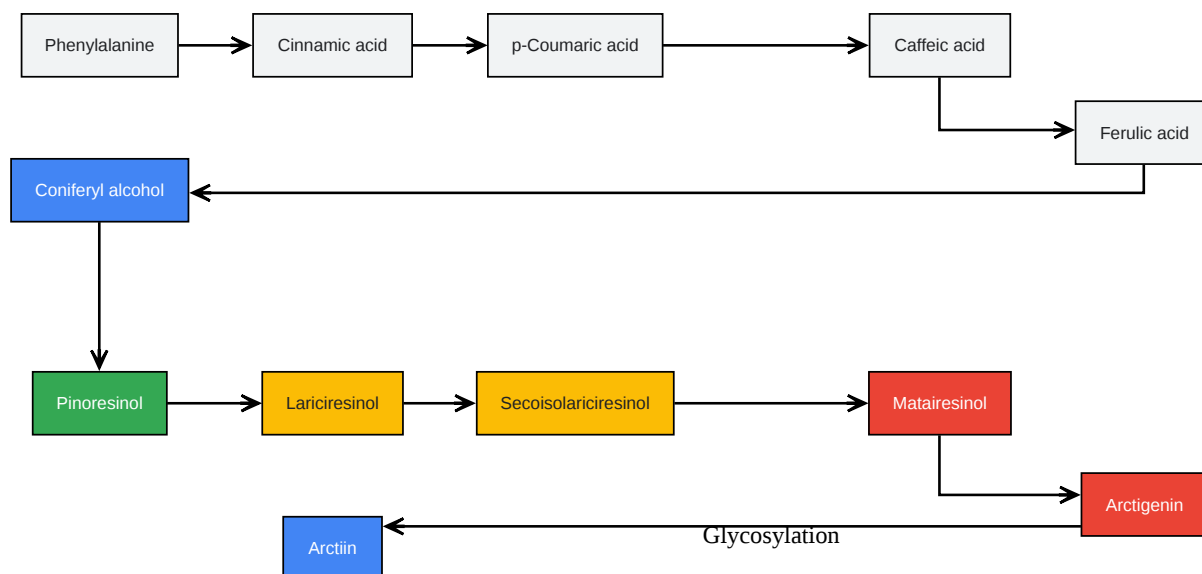 Phenylalanine
Cinnamic acid
p-Coumaric acid
Caffeic acid
Ferulic acid
Coniferyl alcohol
Pinoresinol
Lariciresinol
Secoisolariciresinol
Matairesinol
Arctigenin
Glycosylation
Arctiin